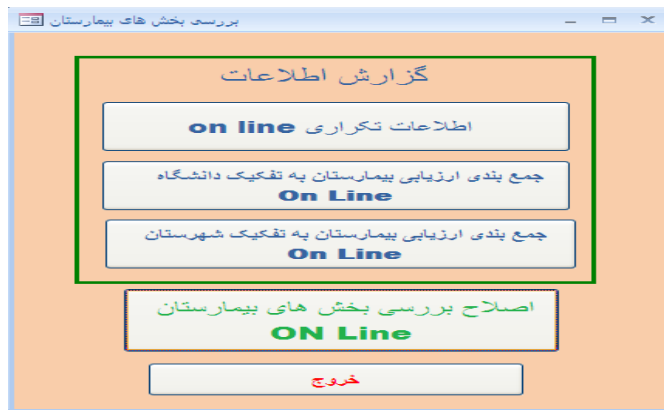 بررسی بخش های بیمارستان
گزارش اطلاعات
اطلاعات تکراری on line
جمع بندی ارزیابی بیمارستان به تفکیک دانشگاه
On Line
جمع بندی ارزیابی بیمارستان به تفکیک شهرستان
On Line
اصلاح بررسی بخش های بیمارستان
ON Line
خروج